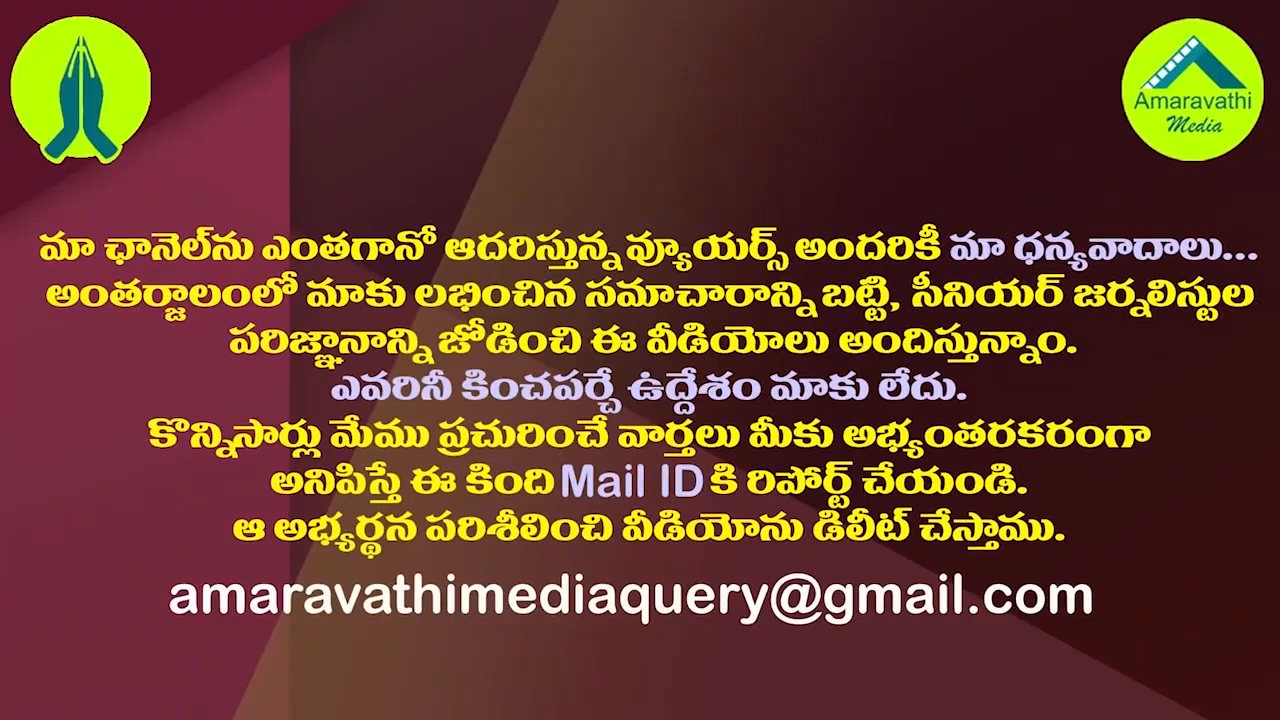 Amaravathi
Media
మా ఛానెల్‌ను ఎంతగానో ఆదరిస్తున్న వ్యూయర్స్ అందరికీ మా ధన్యవాదాలు...
అంతర్జాలంలో మాకు లభించిన సమాచారాన్ని బట్టి, సీనియర్ జర్నలిస్టుల
పరిజ్ఞానాన్ని జోడించి ఈ వీడియోలు అందిస్తున్నాం.
ఎవరినీ కించపర్చే ఉద్దేశం మాకు లేదు.
కొన్నిసార్లు మేము ప్రచురించే వార్తలు మీకు అభ్యంతరకరంగా
అనిపిస్తే ఈ కింది Mail ID కి రిపోర్ట్ చేయండి.
ఆ అభ్యర్థన పరిశీలించి వీడియోను డిలీట్ చేస్తాము.
amaravathimediaquery@gmail.com